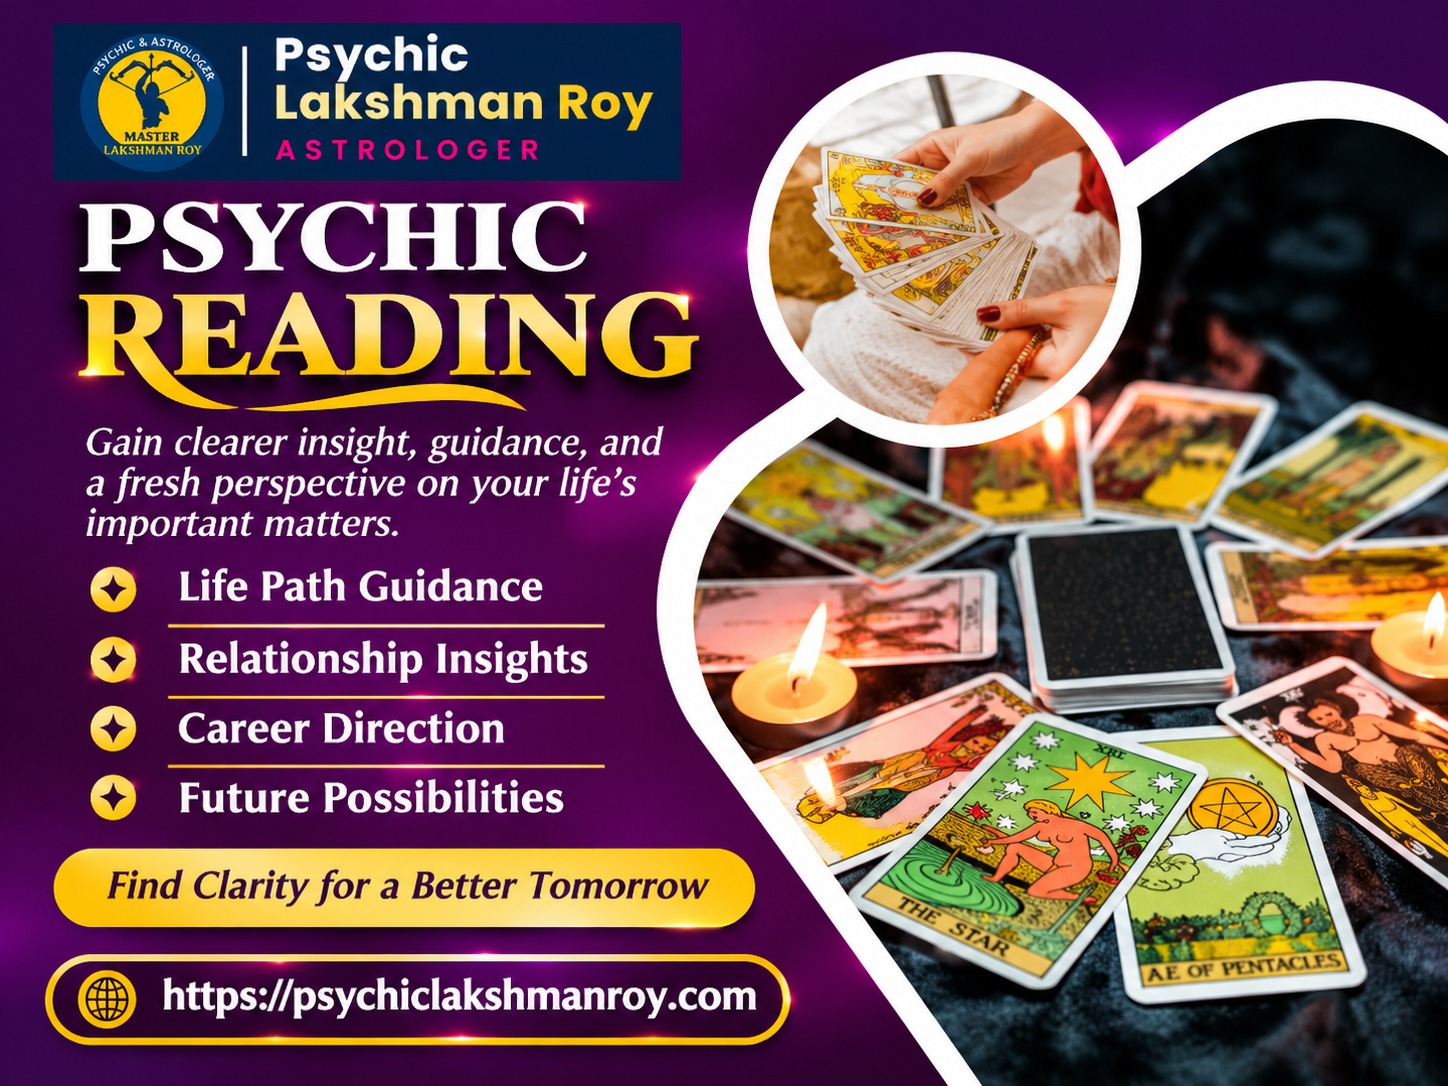 PSYCHIC & ASTROLOGER
MASTER
LAKSHMAN ROY
Psychic
Lakshman Roy
ASTROLOGER
PSYCHIC
READING
Gain clearer insight, guidance, and
a fresh perspective on your life's
important matters.
Life Path Guidance
Relationship Insights
Career Direction
Future Possibilities
Find Clarity for a Better Tomorrow
https://psychiclakshmanroy.com
THE STAR
AE OF PENTACLES